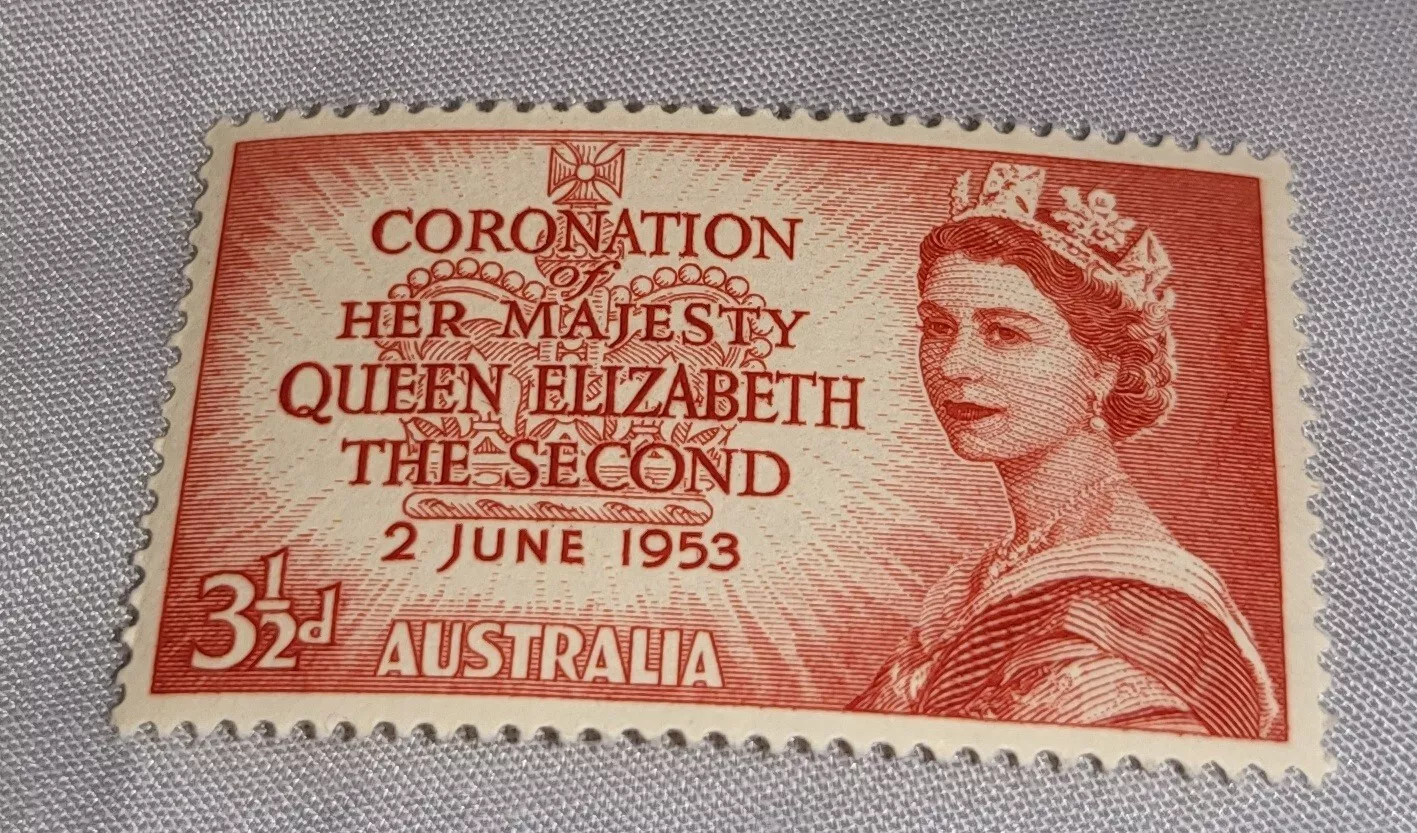 CORONATION
of
HER MAJESTY
QUEEN ELIZABETH
THE SECOND
2 JUNE 1953
3½d
AUSTRALIA